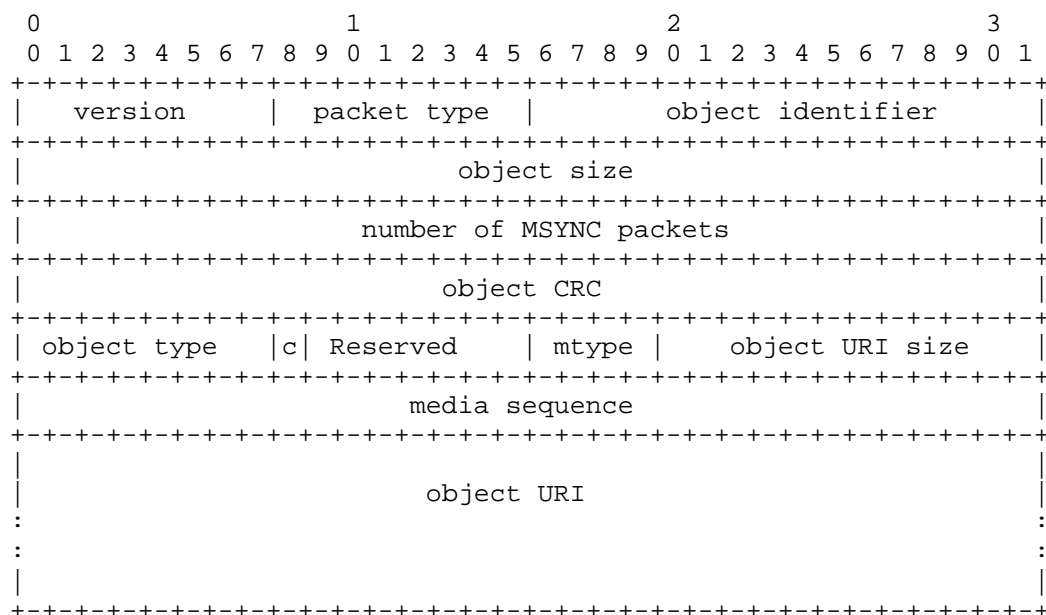 0                   1                   2                   3
 0 1 2 3 4 5 6 7 8 9 0 1 2 3 4 5 6 7 8 9 0 1 2 3 4 5 6 7 8 9 0 1
+-+-+-+-+-+-+-+-+-+-+-+-+-+-+-+-+-+-+-+-+-+-+-+-+-+-+-+-+-+-+-+-+
|   version     |  packet type  |        object identifier      |
+-+-+-+-+-+-+-+-+-+-+-+-+-+-+-+-+-+-+-+-+-+-+-+-+-+-+-+-+-+-+-+-+
|                           object size                         |
+-+-+-+-+-+-+-+-+-+-+-+-+-+-+-+-+-+-+-+-+-+-+-+-+-+-+-+-+-+-+-+-+
|                     number of MSYNC packets                   |
+-+-+-+-+-+-+-+-+-+-+-+-+-+-+-+-+-+-+-+-+-+-+-+-+-+-+-+-+-+-+-+-+
|                          object CRC                           |
+-+-+-+-+-+-+-+-+-+-+-+-+-+-+-+-+-+-+-+-+-+-+-+-+-+-+-+-+-+-+-+-+
| object type   |c| Reserved    | mtype |    object URI size    |
+-+-+-+-+-+-+-+-+-+-+-+-+-+-+-+-+-+-+-+-+-+-+-+-+-+-+-+-+-+-+-+-+
|                        media sequence                         |
+-+-+-+-+-+-+-+-+-+-+-+-+-+-+-+-+-+-+-+-+-+-+-+-+-+-+-+-+-+-+-+-+
|                                                               |
|                         object URI                            |
:                                                               :
:                                                               :
|                                                               |
+-+-+-+-+-+-+-+-+-+-+-+-+-+-+-+-+-+-+-+-+-+-+-+-+-+-+-+-+-+-+-+-+